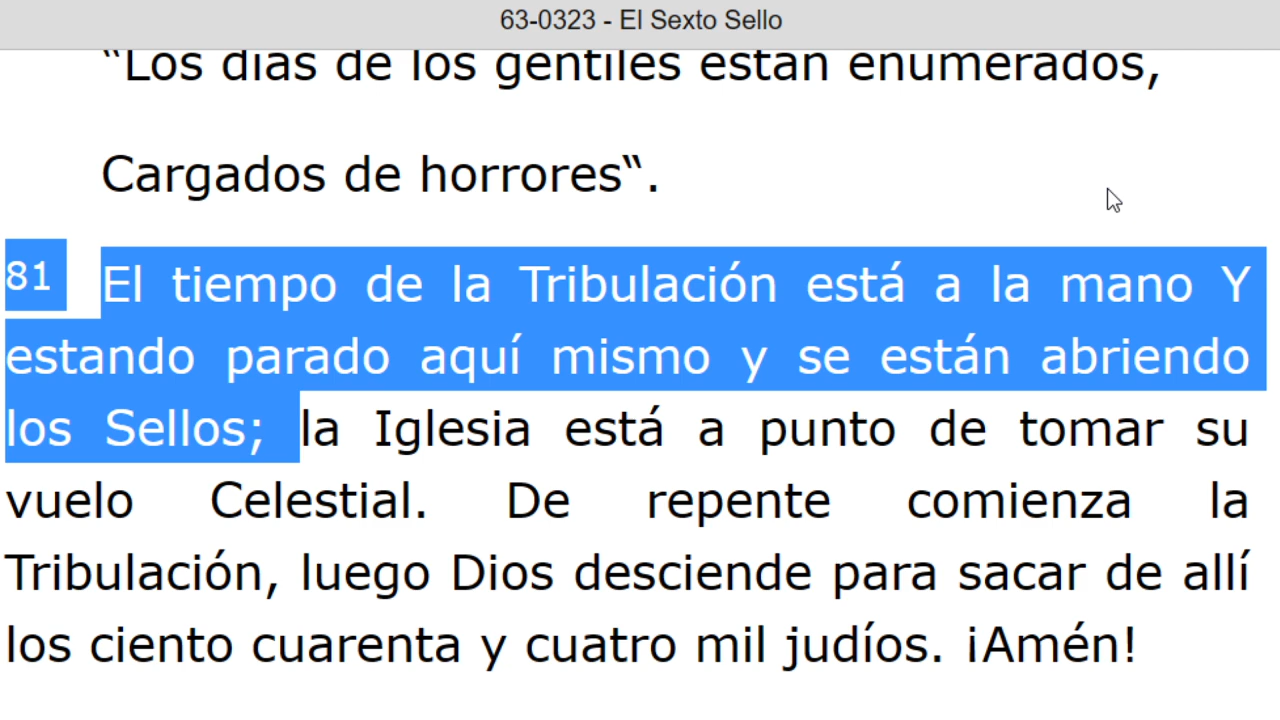 63-0323 - El Sexto Sello
“Los días de los gentiles están enumerados,
Cargados de horrores“.
81 El tiempo de la Tribulación está a la mano Y
estando parado aquí mismo y se están abriendo
los Sellos; la Iglesia está a punto de tomar su
vuelo Celestial. De repente comienza la
Tribulación, luego Dios desciende para sacar de allí
los ciento cuarenta y cuatro mil judíos. ¡Amén!